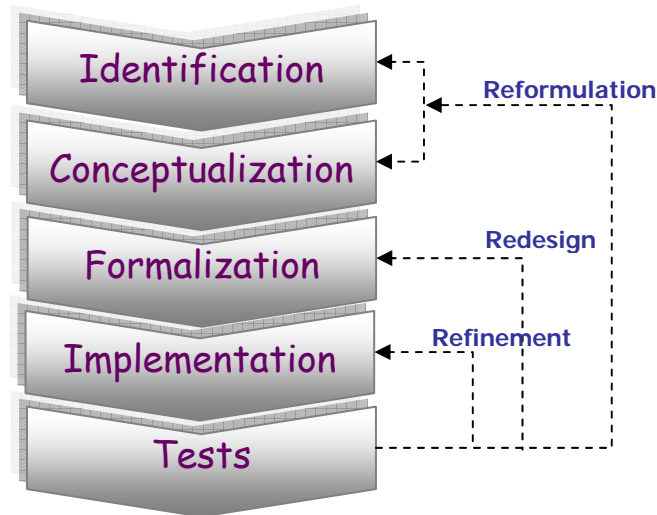 Identification
Reformulation
Conceptualization
Formalization
Redesign
Implementation
Refinement
Tests